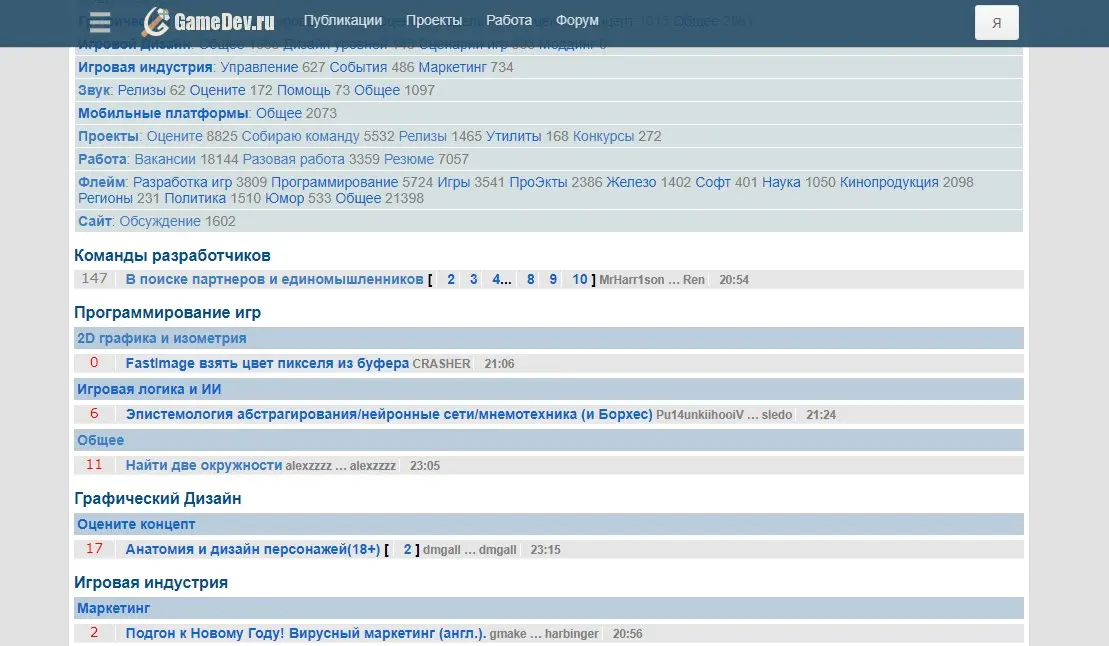 GameDev.ru Публикации Проекты Работа Форум Я
Игровой Дизайн: Общее Дизайн уровней Сценарии игр Моддинг
Игровая индустрия: Управление 627 События 486 Маркетинг 734
Звук: Релизы 62 Оцените 172 Помощь 73 Общее 1097
Мобильные платформы: Общее 2073
Проекты: Оцените 8825 Собираю команду 5532 Релизы 1465 Утилиты 168 Конкурсы 272
Работа: Вакансии 18144 Разовая работа 3359 Резюме 7057
Флейм: Разработка игр 3809 Программирование 5724 Игры 3541 ПроЭкты 2386 Железо 1402 Софт 401 Наука 1050 Кинопродукция 2098
Регионы 231 Политика 1510 Юмор 533 Общее 21398
Сайт: Обсуждение 1602
Команды разработчиков
147 В поиске партнеров и единомышленников [ 2 3 4... 8 9 10 ] MrHarr1son ... Ren 20:54
Программирование игр
2D графика и изометрия
0 FastImage взять цвет пикселя из буфера CRASHER 21:06
Игровая логика и ИИ
6 Эпистемология абстрагирования/нейронные сети/мнемотехника (и Борхес) Pu14unkiihooiV ... sledo 21:24
Общее
11 Найти две окружности alexzzzz ... alexzzzz 23:05
Графический Дизайн
Оцените концепт
17 Анатомия и дизайн персонажей(18+) [ 2 ] dmgall ... dmgall 23:15
Игровая индустрия
Маркетинг
2 Подгон к Новому Году! Вирусный маркетинг (англ.). gmake ... harbinger 20:56